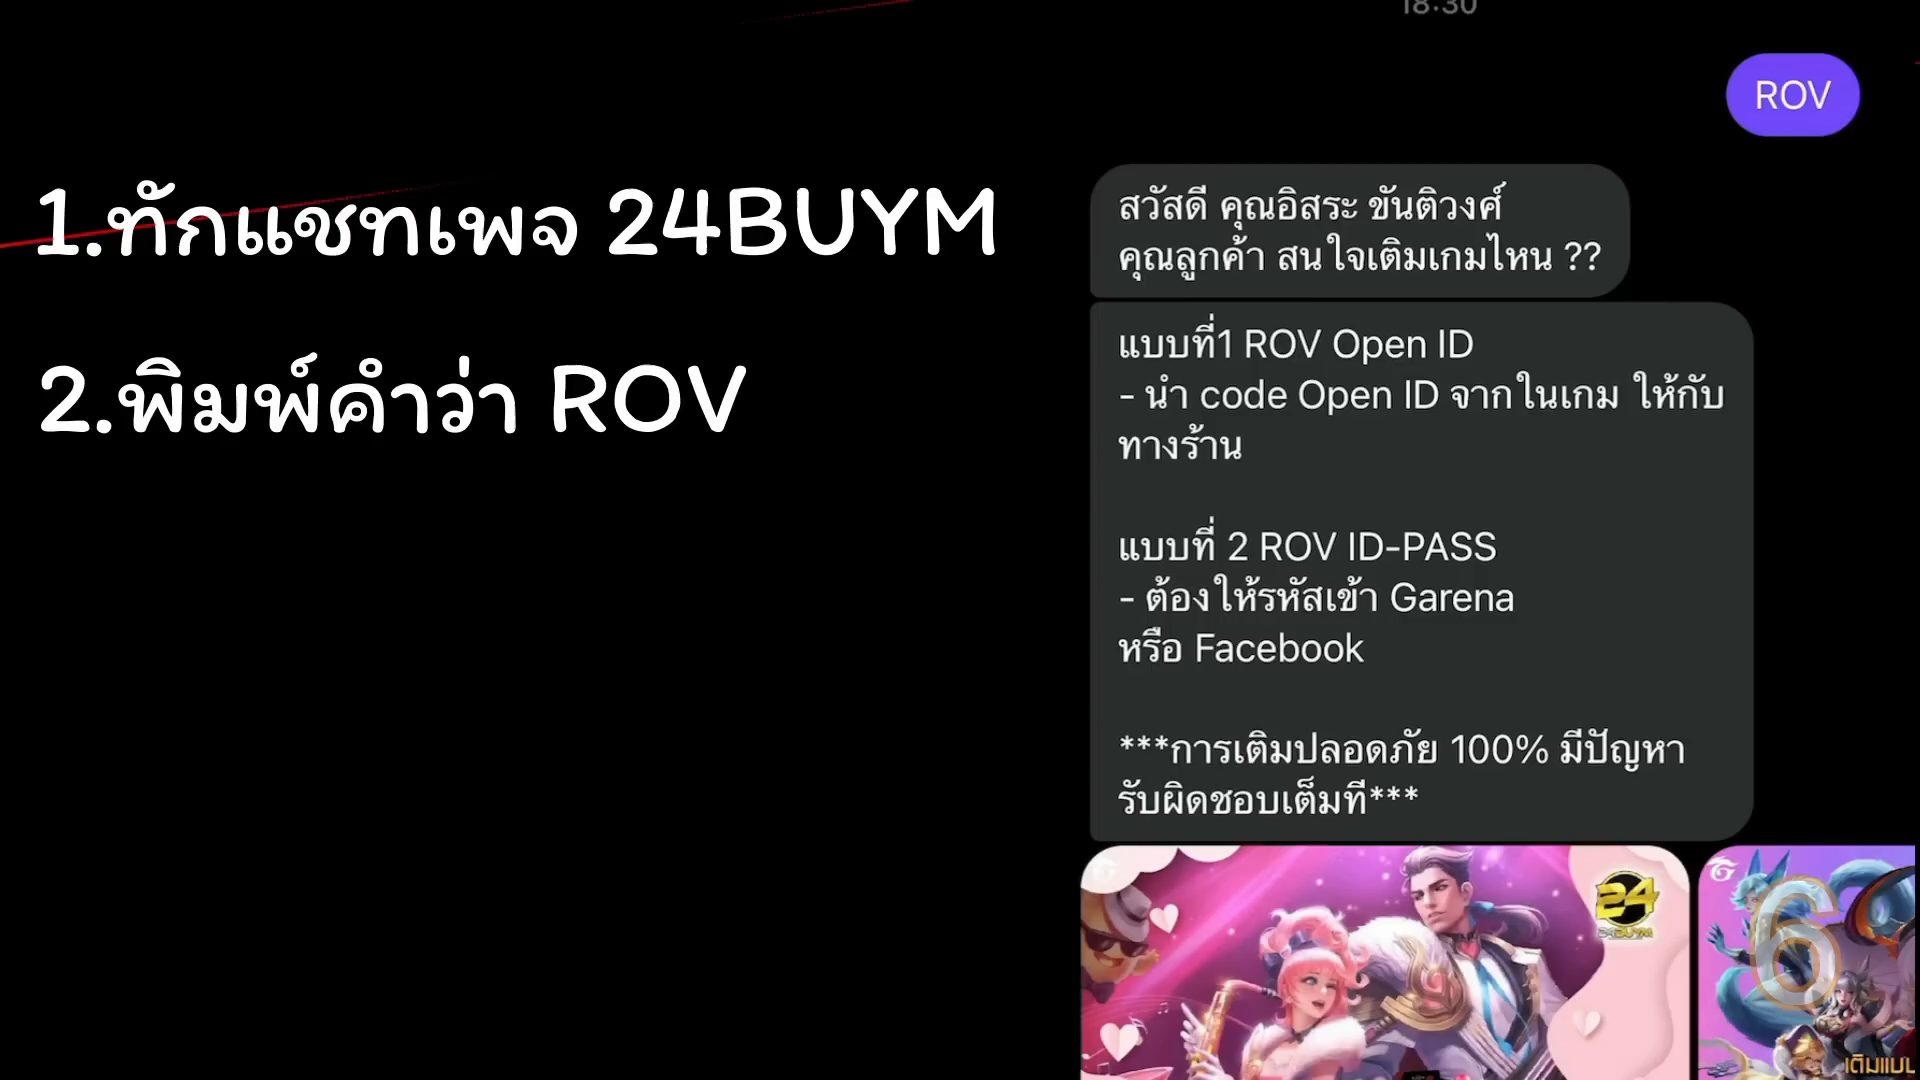 18:30
ROV
1.ทักแชทเพจ 24BUYM
2.พิมพ์คำว่า ROV
สวัสดี คุณอิสระ ขันติวงศ์
คุณลูกค้า สนใจเติมเกมไหน ??
แบบที่1 ROV Open ID
- นำ code Open ID จากในเกม ให้กับ
ทางร้าน
แบบที่ 2 ROV ID-PASS
- ต้องให้รหัสเข้า Garena
หรือ Facebook
***การเติมปลอดภัย 100% มีปัญหา
รับผิดชอบเต็มที่***
24
24BUYM
6